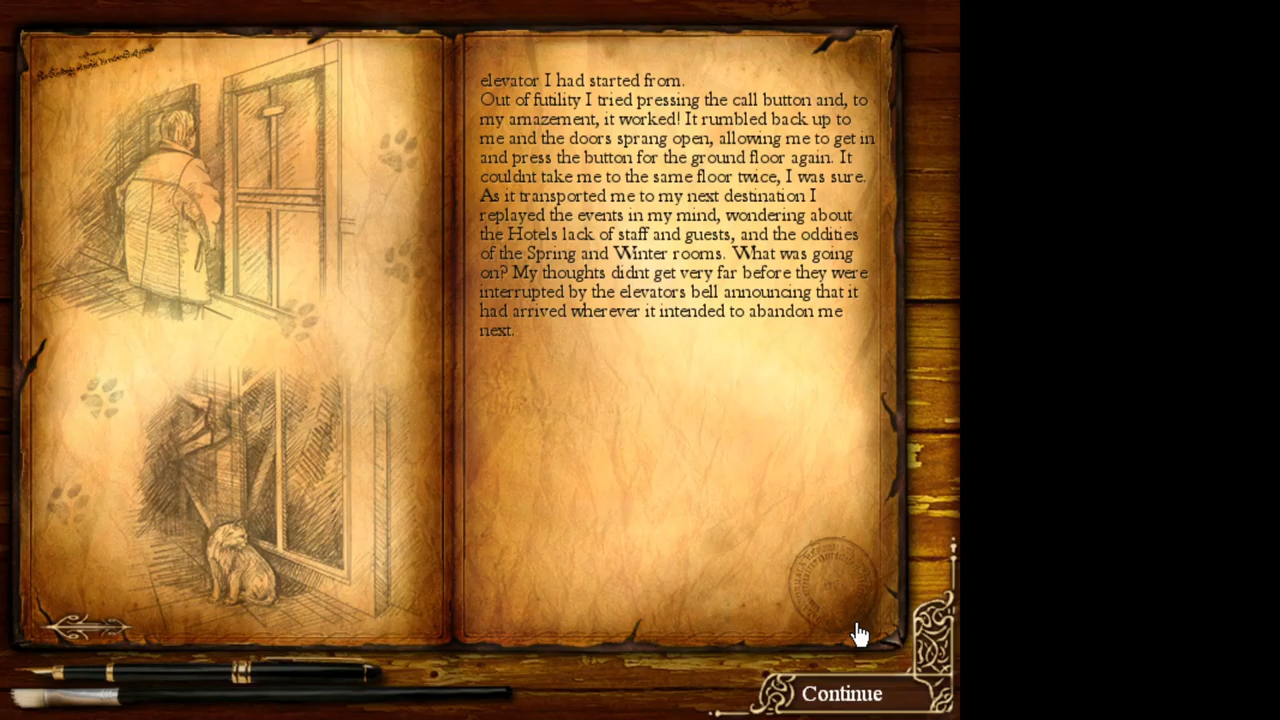 elevator I had started from.
Out of futility I tried pressing the call button and, to
my amazement, it worked! It rumbled back up to
me and the doors sprang open, allowing me to get in
and press the button for the ground floor again. It
couldnt take me to the same floor twice, I was sure.
As it transported me to my next destination I
replayed the events in my mind, wondering about
the Hotels lack of staff and guests, and the oddities
of the Spring and Winter rooms. What was going
on? My thoughts didnt get very far before they were
interrupted by the elevators bell announcing that it
had arrived wherever it intended to abandon me
next.
Continue